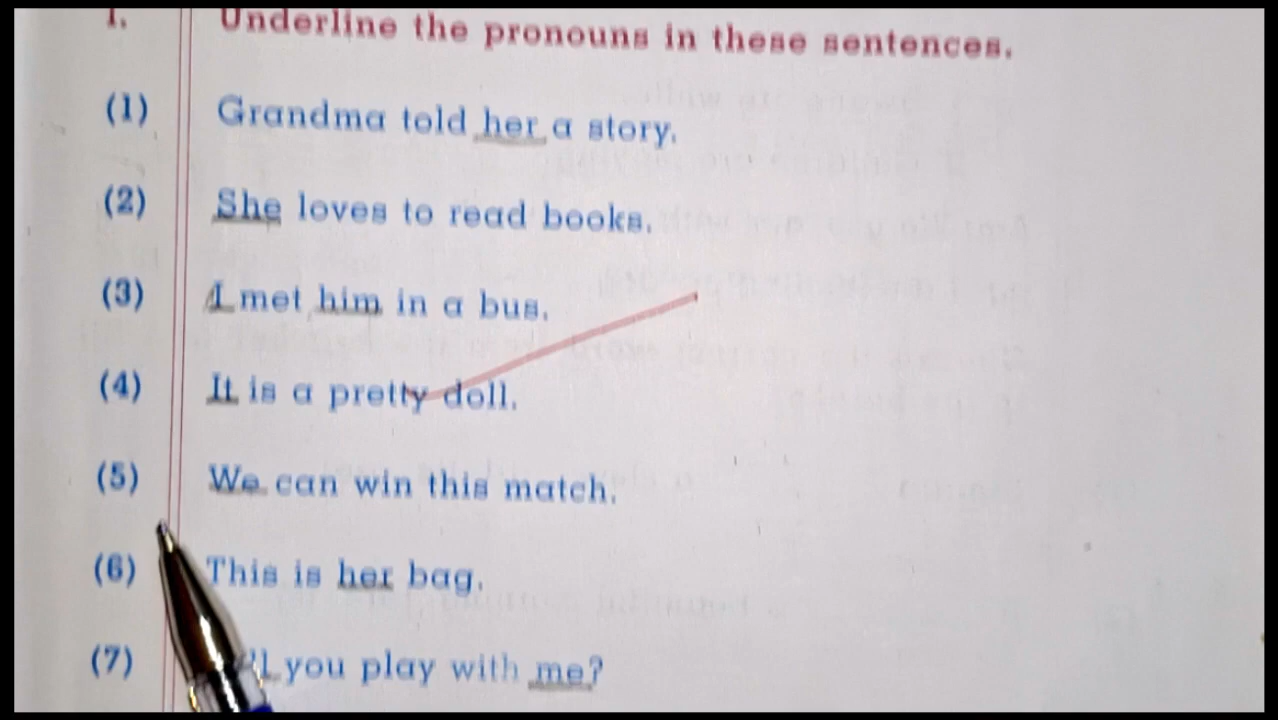 I. Underline the pronouns in these sentences.
(1) Grandma told her a story.
(2) She loves to read books.
(3) I met him in a bus.
(4) It is a pretty doll.
(5) We can win this match.
(6) This is her bag.
(7) you play with me?